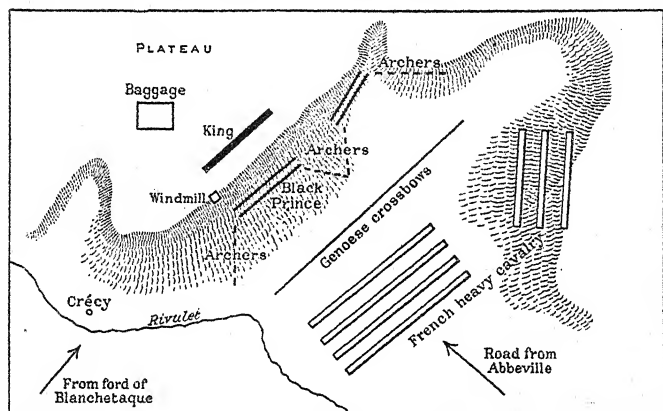 PLATEAU
Baggage
King
Windmill
Archers
Archers
Black
Prince
Archers
Genoese crossbows
French heavy cavalry
Crécy
Rivulet
From ford of
Blanchetaque
Road from
Abbeville